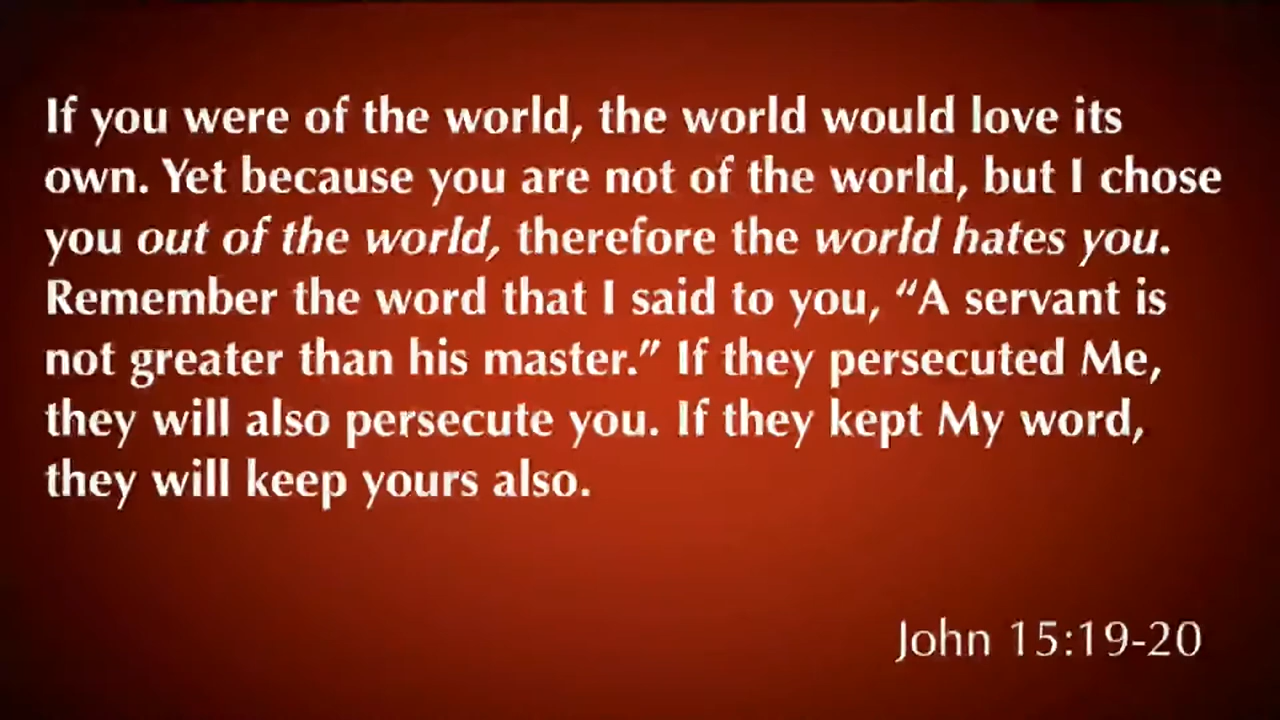 If you were of the world, the world would love its
own. Yet because you are not of the world, but I chose
you out of the world, therefore the world hates you.
Remember the word that I said to you, “A servant is
not greater than his master.” If they persecuted Me,
they will also persecute you. If they kept My word,
they will keep yours also.
John 15:19-20